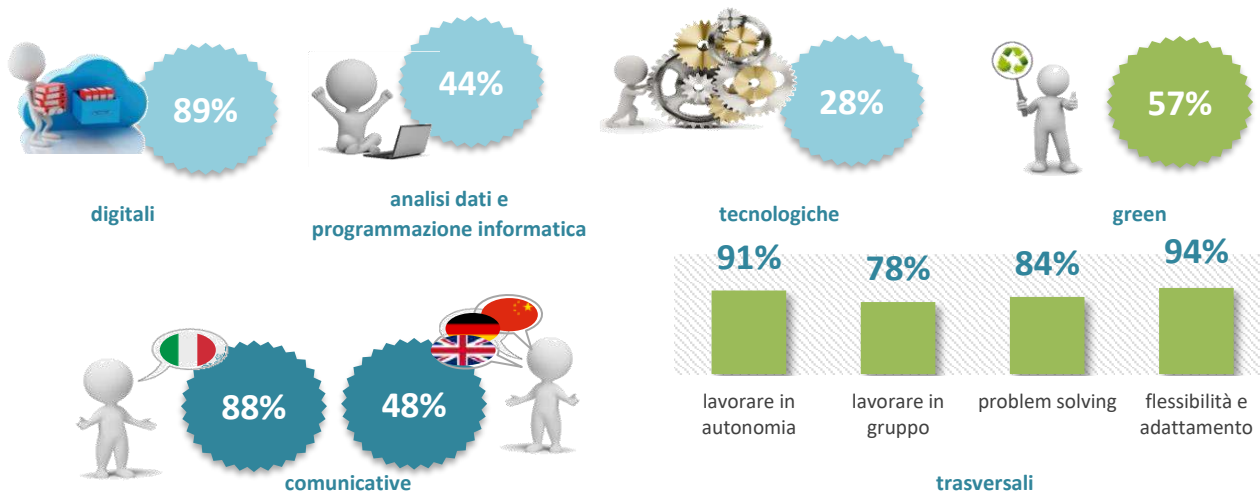 89%
44%
28%
57%
digitali
analisi dati e
programmazione informatica
tecnologiche
green
88%
48%
comunicative
91%
78%
84%
94%
lavorare in
autonomia
lavorare in
gruppo
problem solving
flessibilità e
adattamento
trasversali